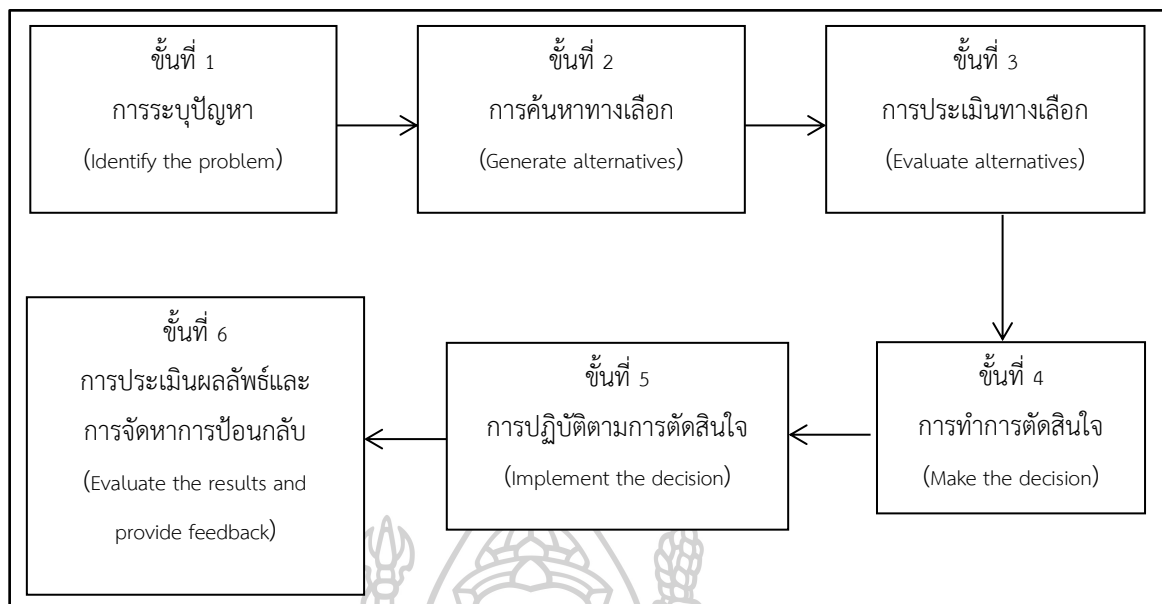 ขั้นที่ 1
การระบุปัญหา
(Identify the problem)
ขั้นที่ 2
การค้นหาทางเลือก
(Generate alternatives)
ขั้นที่ 3
การประเมินทางเลือก
(Evaluate alternatives)
ขั้นที่ 4
การทำการตัดสินใจ
(Make the decision)
ขั้นที่ 5
การปฏิบัติตามการตัดสินใจ
(Implement the decision)
ขั้นที่ 6
การประเมินผลลัพธ์และ
การจัดหาการป้อนกลับ
(Evaluate the results and
provide feedback)